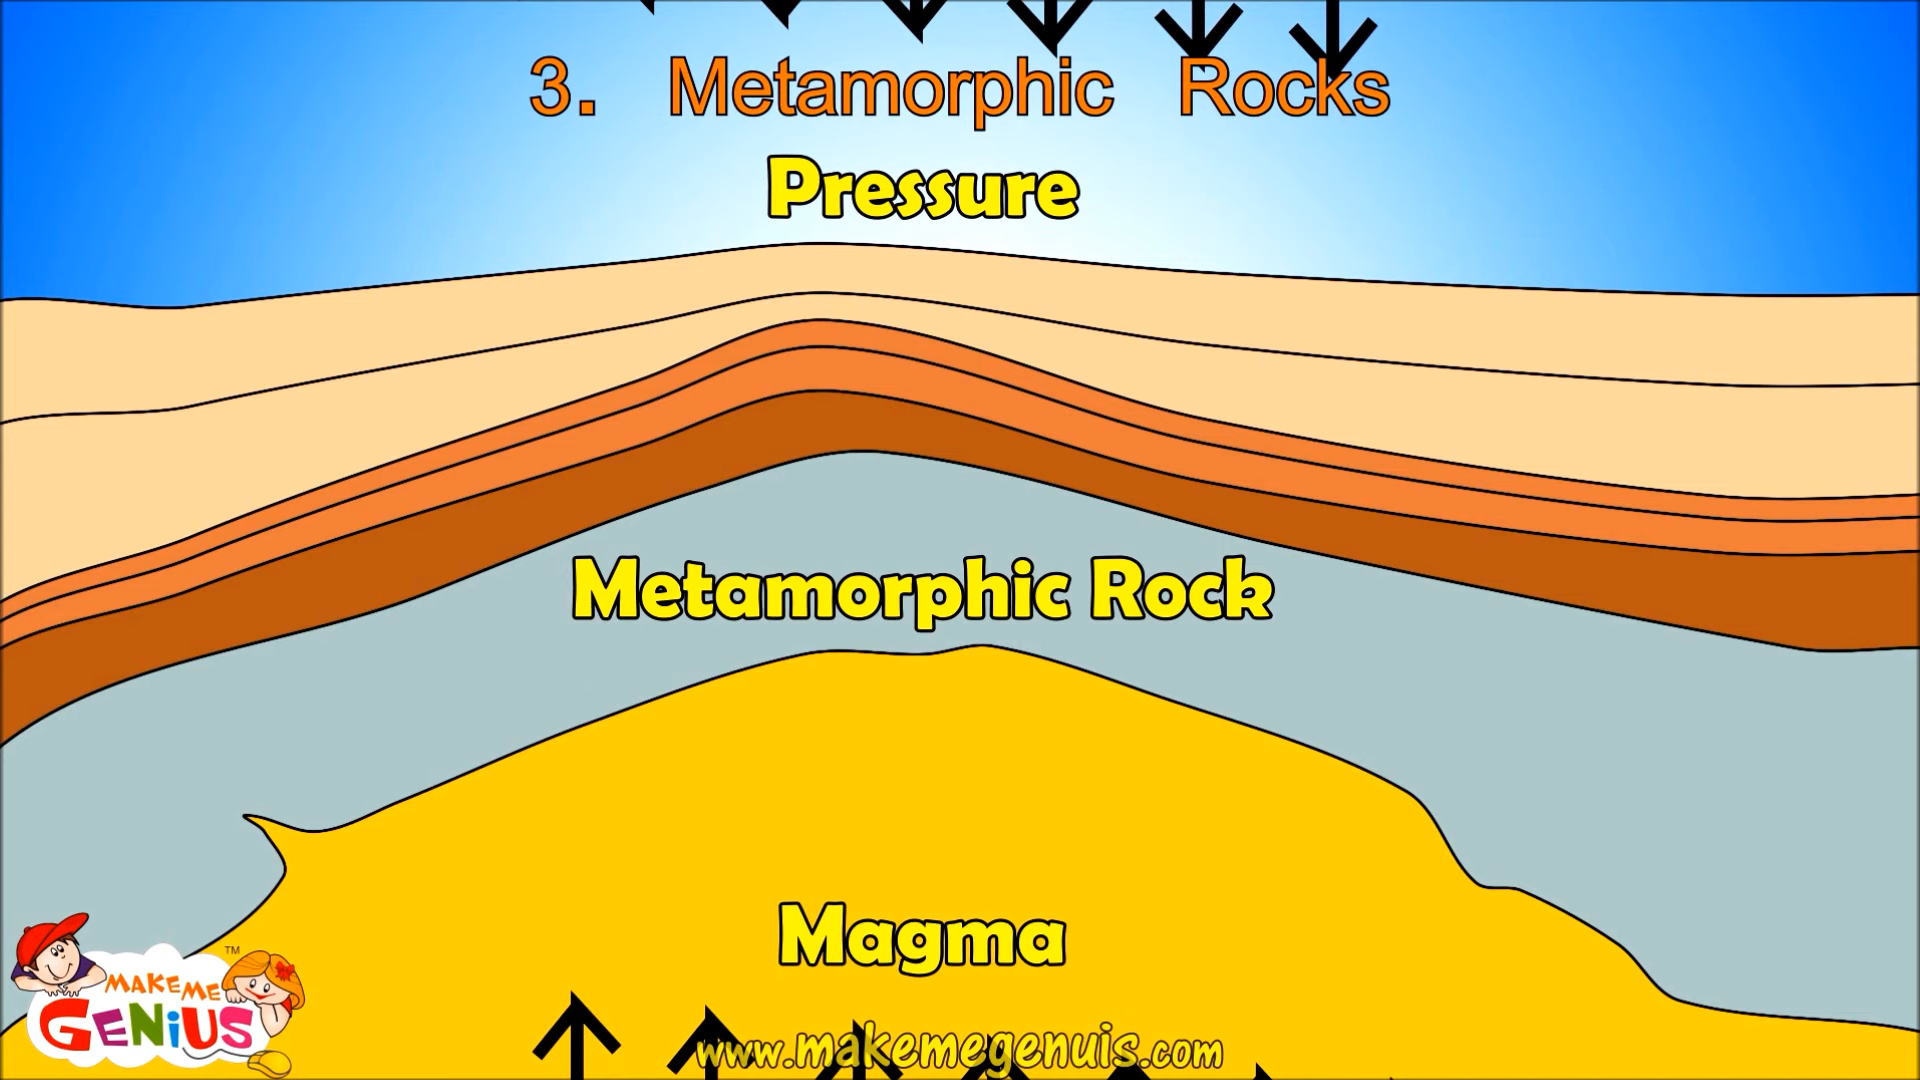 3. Metamorphic Rocks
Pressure
Metamorphic Rock
Magma
MAKE ME
GENiUS
TM
www.makemegenuis.com